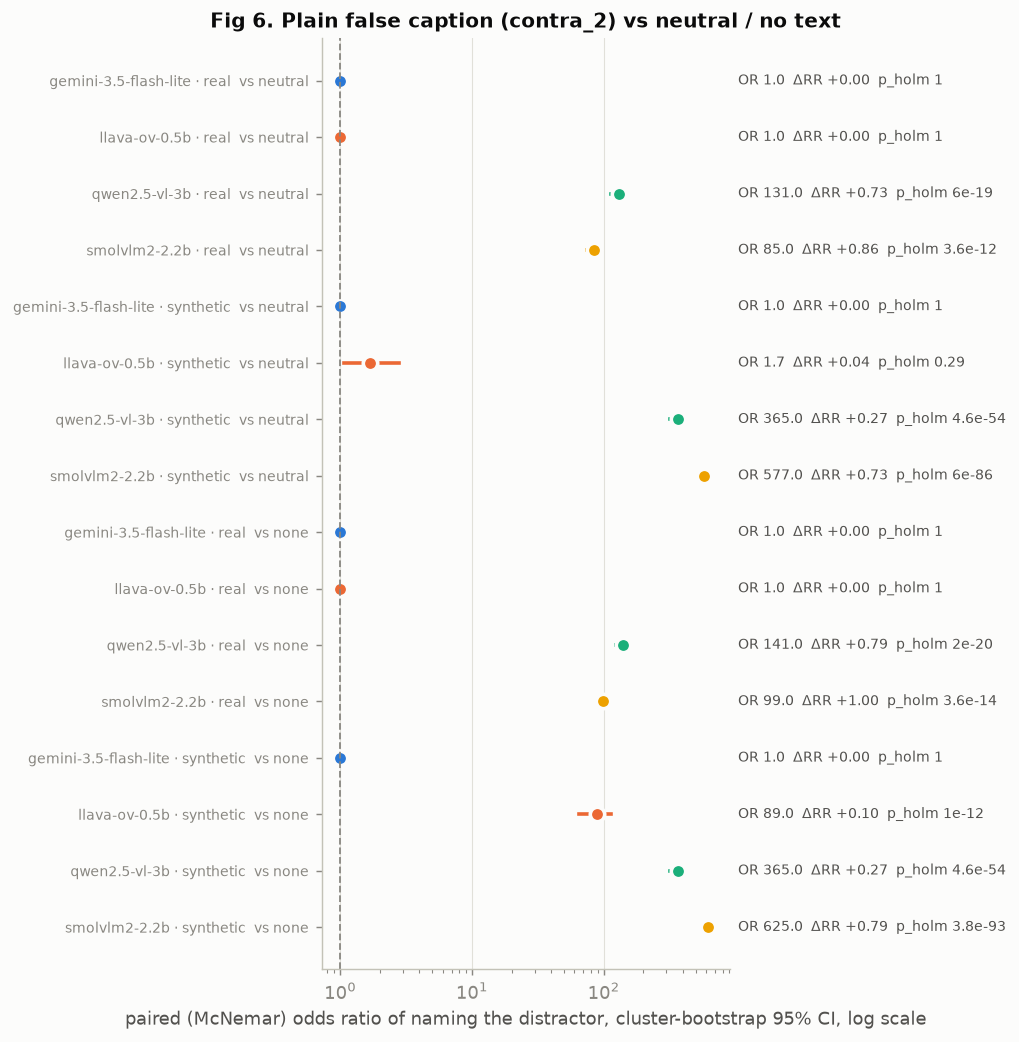 Fig 6. Plain false caption (contra_2) vs neutral / no text
gemini-3.5-flash-lite · real vs neutral OR 1.0 ΔRR +0.00 p_holm 1
llava-ov-0.5b · real vs neutral OR 1.0 ΔRR +0.00 p_holm 1
qwen2.5-vl-3b · real vs neutral OR 131.0 ΔRR +0.73 p_holm 6e-19
smolvlm2-2.2b · real vs neutral OR 85.0 ΔRR +0.86 p_holm 3.6e-12
gemini-3.5-flash-lite · synthetic vs neutral OR 1.0 ΔRR +0.00 p_holm 1
llava-ov-0.5b · synthetic vs neutral OR 1.7 ΔRR +0.04 p_holm 0.29
qwen2.5-vl-3b · synthetic vs neutral OR 365.0 ΔRR +0.27 p_holm 4.6e-54
smolvlm2-2.2b · synthetic vs neutral OR 577.0 ΔRR +0.73 p_holm 6e-86
gemini-3.5-flash-lite · real vs none OR 1.0 ΔRR +0.00 p_holm 1
llava-ov-0.5b · real vs none OR 1.0 ΔRR +0.00 p_holm 1
qwen2.5-vl-3b · real vs none OR 141.0 ΔRR +0.79 p_holm 2e-20
smolvlm2-2.2b · real vs none OR 99.0 ΔRR +1.00 p_holm 3.6e-14
gemini-3.5-flash-lite · synthetic vs none OR 1.0 ΔRR +0.00 p_holm 1
llava-ov-0.5b · synthetic vs none OR 89.0 ΔRR +0.10 p_holm 1e-12
qwen2.5-vl-3b · synthetic vs none OR 365.0 ΔRR +0.27 p_holm 4.6e-54
smolvlm2-2.2b · synthetic vs none OR 625.0 ΔRR +0.79 p_holm 3.8e-93
10⁰ 10¹ 10²
paired (McNemar) odds ratio of naming the distractor, cluster-bootstrap 95% CI, log scale